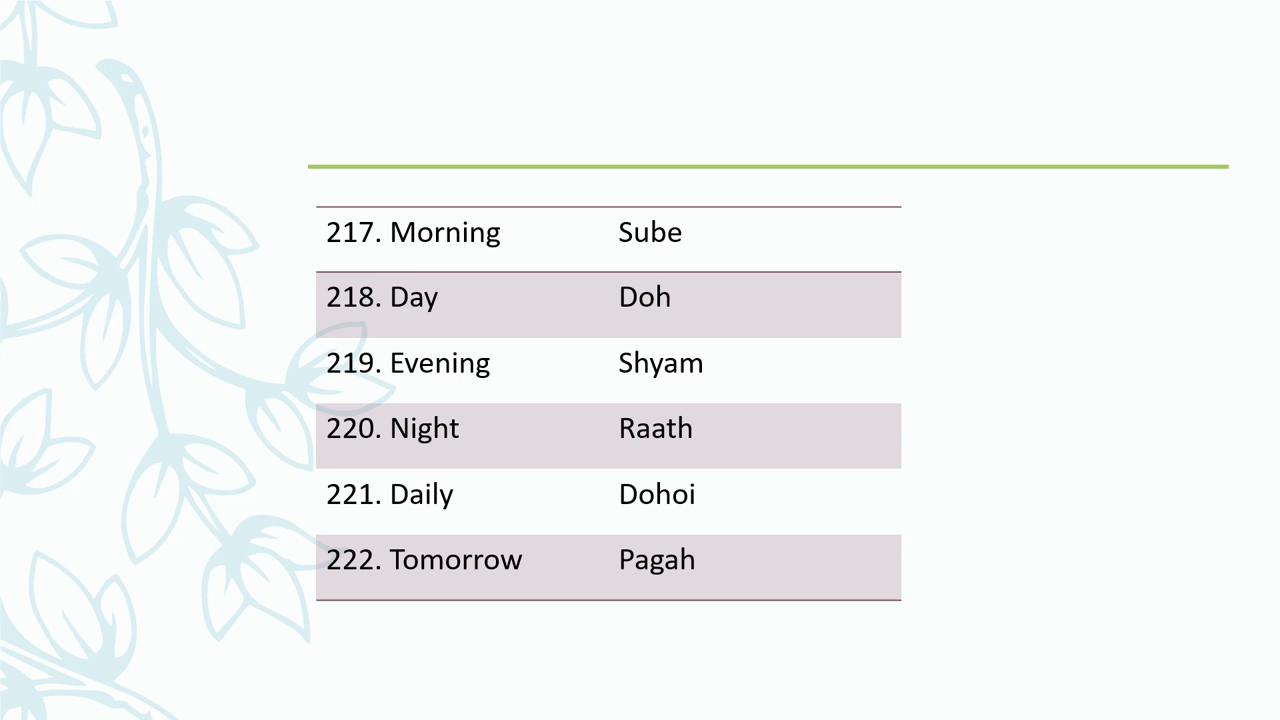 217. Morning Sube
218. Day Doh
219. Evening Shyam
220. Night Raath
221. Daily Dohoi
222. Tomorrow Pagah